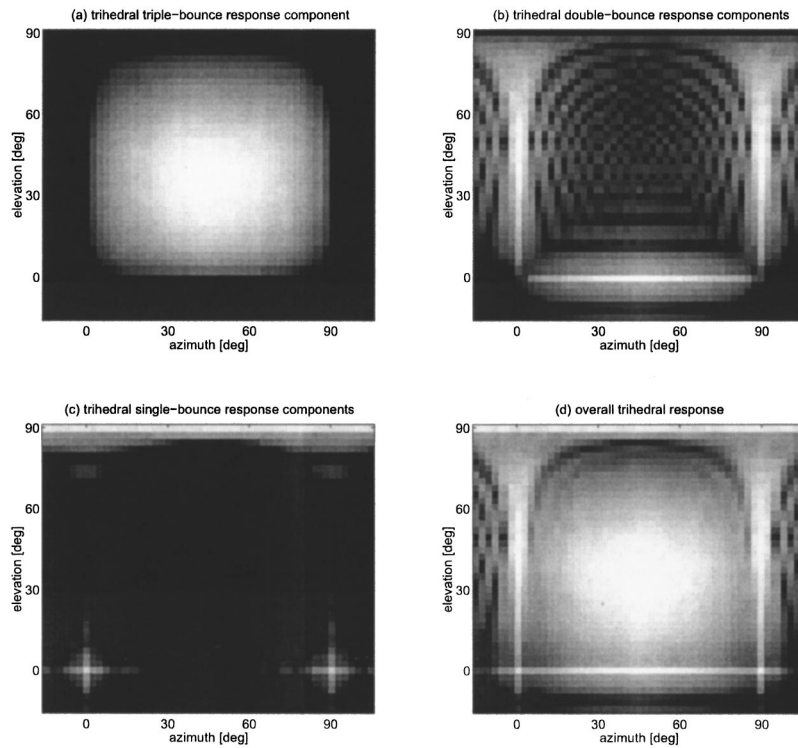 (a) trihedral triple-bounce response component
90
60
30
0
elevation [deg]
0
30
60
90
azimuth [deg]
(b) trihedral double-bounce response components
90
60
30
0
elevation [deg]
0
30
60
90
azimuth [deg]
(c) trihedral single-bounce response components
90
60
30
0
elevation [deg]
0
30
60
90
azimuth [deg]
(d) overall trihedral response
90
60
30
0
elevation [deg]
0
30
60
90
azimuth [deg]